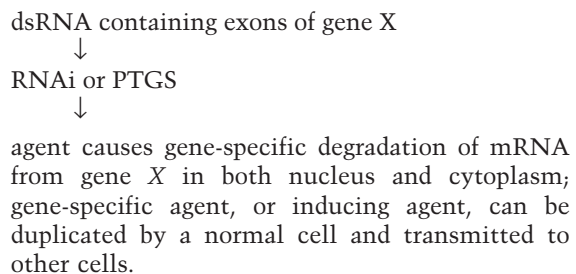 dsRNA containing exons of gene X
↓
RNAi or PTGS
↓
agent causes gene-specific degradation of mRNA
from gene X in both nucleus and cytoplasm;
gene-specific agent, or inducing agent, can be
duplicated by a normal cell and transmitted to
other cells.